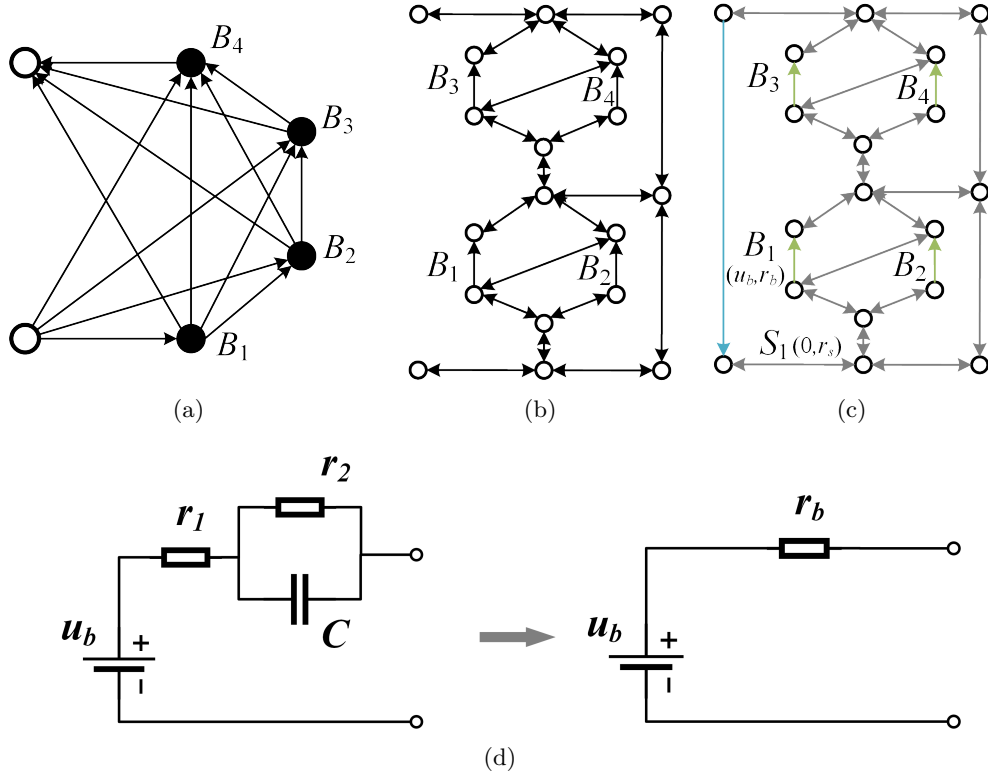 B4
B3
B2
B1
(a)
B3
B4
B1
B2
(b)
B3
B4
B1
(ub,rb)
B2
S1(0,rs)
(c)
r2
r1
C
ub
+
−
rb
ub
+
−
(d)